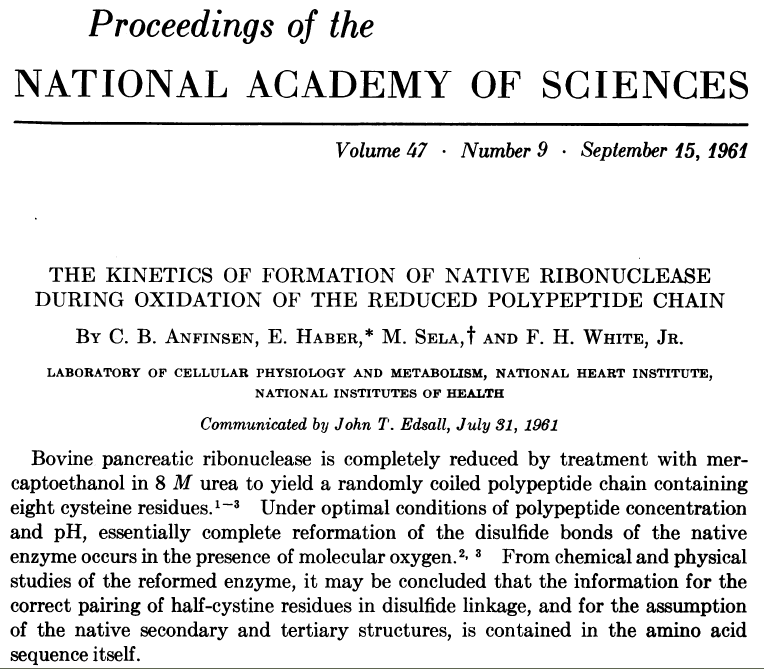 Proceedings of the
NATIONAL ACADEMY OF SCIENCES
Volume 47 · Number 9 · September 15, 1961
THE KINETICS OF FORMATION OF NATIVE RIBONUCLEASE
DURING OXIDATION OF THE REDUCED POLYPEPTIDE CHAIN
BY C. B. ANFINSEN, E. HABER,* M. SELA,† AND F. H. WHITE, JR.
LABORATORY OF CELLULAR PHYSIOLOGY AND METABOLISM, NATIONAL HEART INSTITUTE,
NATIONAL INSTITUTES OF HEALTH
Communicated by John T. Edsall, July 31, 1961
Bovine pancreatic ribonuclease is completely reduced by treatment with mer-
captoethanol in 8 M urea to yield a randomly coiled polypeptide chain containing
eight cysteine residues.¹⁻³ Under optimal conditions of polypeptide concentration
and pH, essentially complete reformation of the disulfide bonds of the native
enzyme occurs in the presence of molecular oxygen.², ³ From chemical and physical
studies of the reformed enzyme, it may be concluded that the information for the
correct pairing of half-cystine residues in disulfide linkage, and for the assumption
of the native secondary and tertiary structures, is contained in the amino acid
sequence itself.